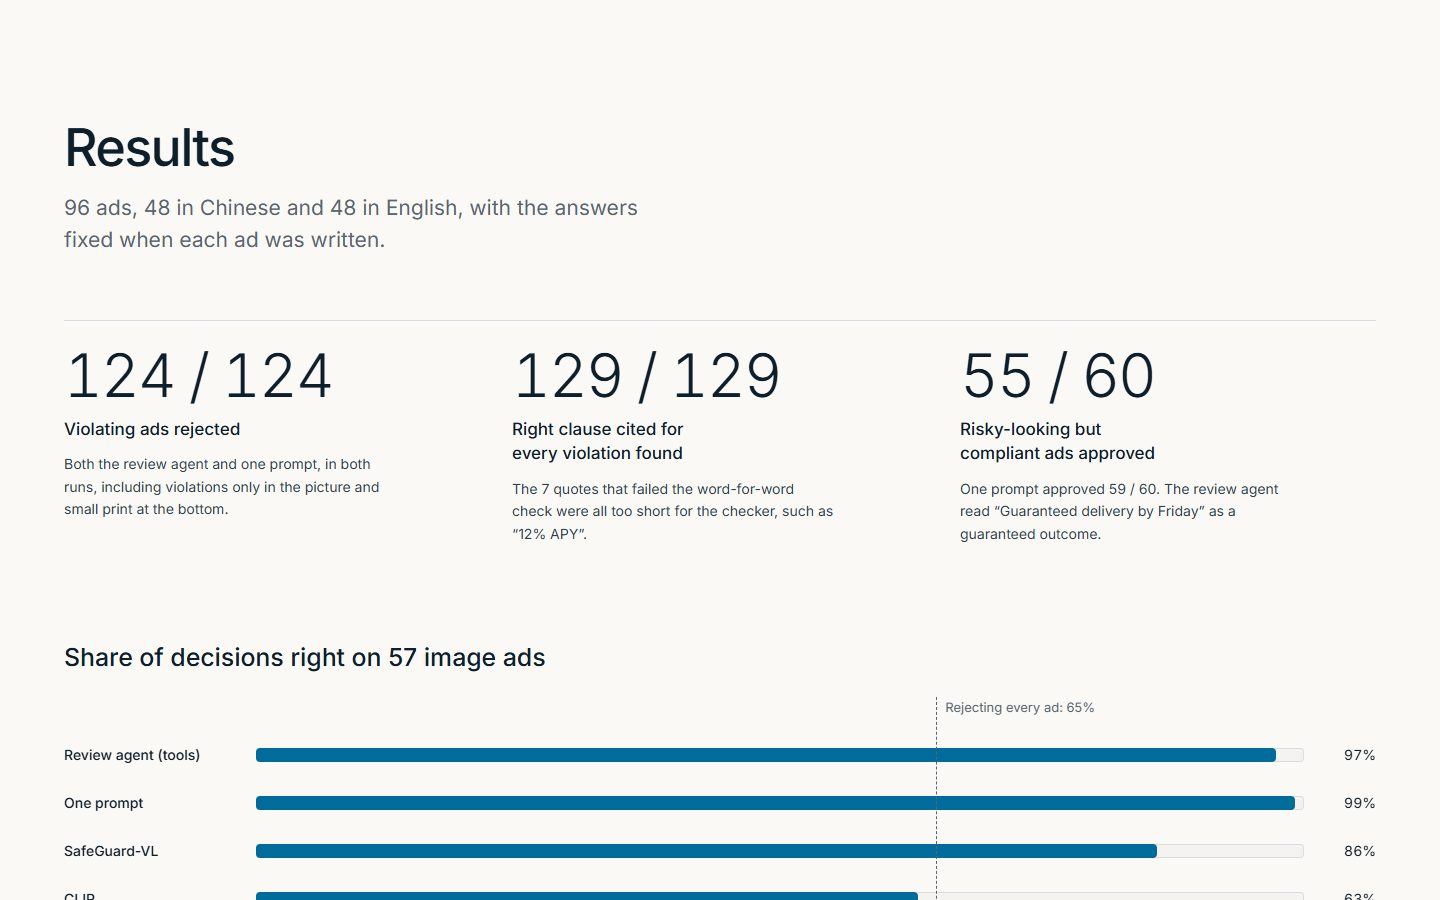 Results
96 ads, 48 in Chinese and 48 in English, with the answers
fixed when each ad was written.
124 / 124
Violating ads rejected
Both the review agent and one prompt, in both
runs, including violations only in the picture and
small print at the bottom.
129 / 129
Right clause cited for
every violation found
The 7 quotes that failed the word-for-word
check were all too short for the checker, such as
“12% APY”.
55 / 60
Risky-looking but
compliant ads approved
One prompt approved 59 / 60. The review agent
read “Guaranteed delivery by Friday” as a
guaranteed outcome.
Share of decisions right on 57 image ads
Rejecting every ad: 65%
Review agent (tools) 97%
One prompt 99%
SafeGuard-VL 86%
CLIP 63%